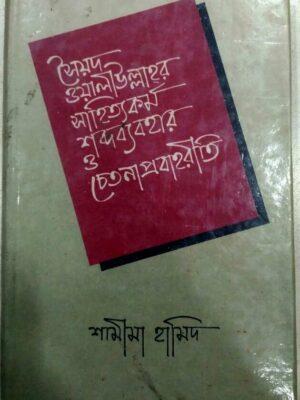 সৈয়দ
ওয়ালীউল্লাহর
সাহিত্যকর্ম
শব্দব্যবহার
ও
চেতনাপ্রবাহরীতি
শামীমা হামিদ